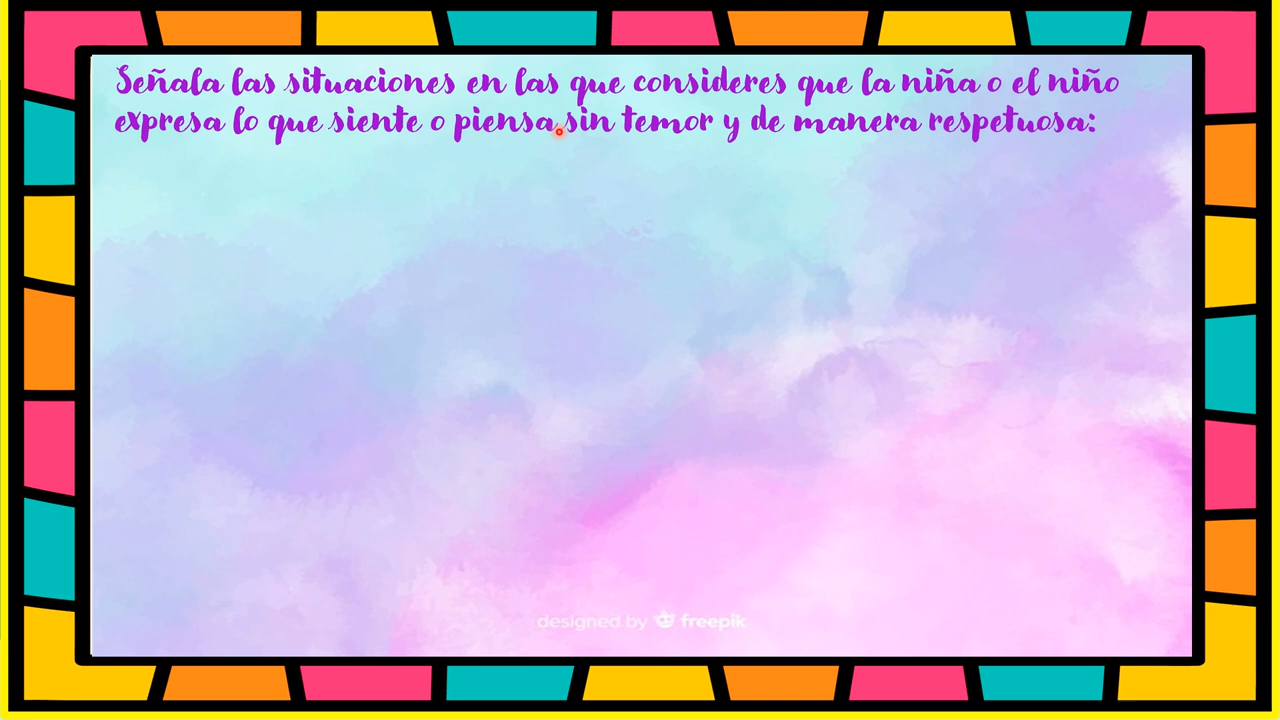 Señala las situaciones en las que consideres que la niña o el niño
expresa lo que siente o piensa sin temor y de manera respetuosa:
designed by freepik